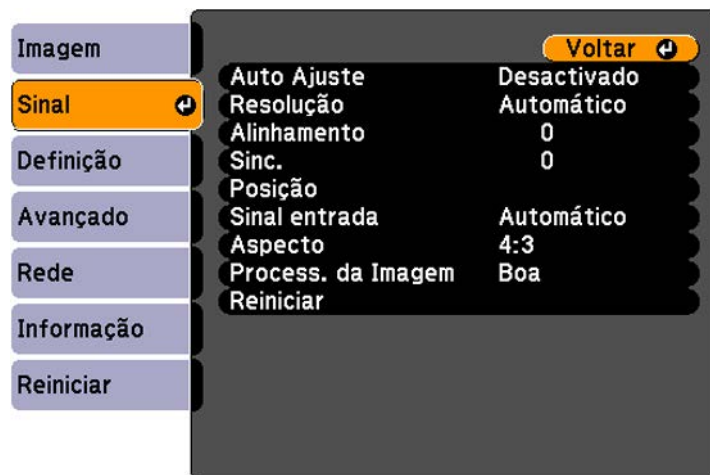 Imagem
Sinal
Definição
Avançado
Rede
Informação
Reiniciar
Voltar
Auto Ajuste Desactivado
Resolução Automático
Alinhamento 0
Sinc. 0
Posição
Sinal entrada Automático
Aspecto 4:3
Process. da Imagem Boa
Reiniciar